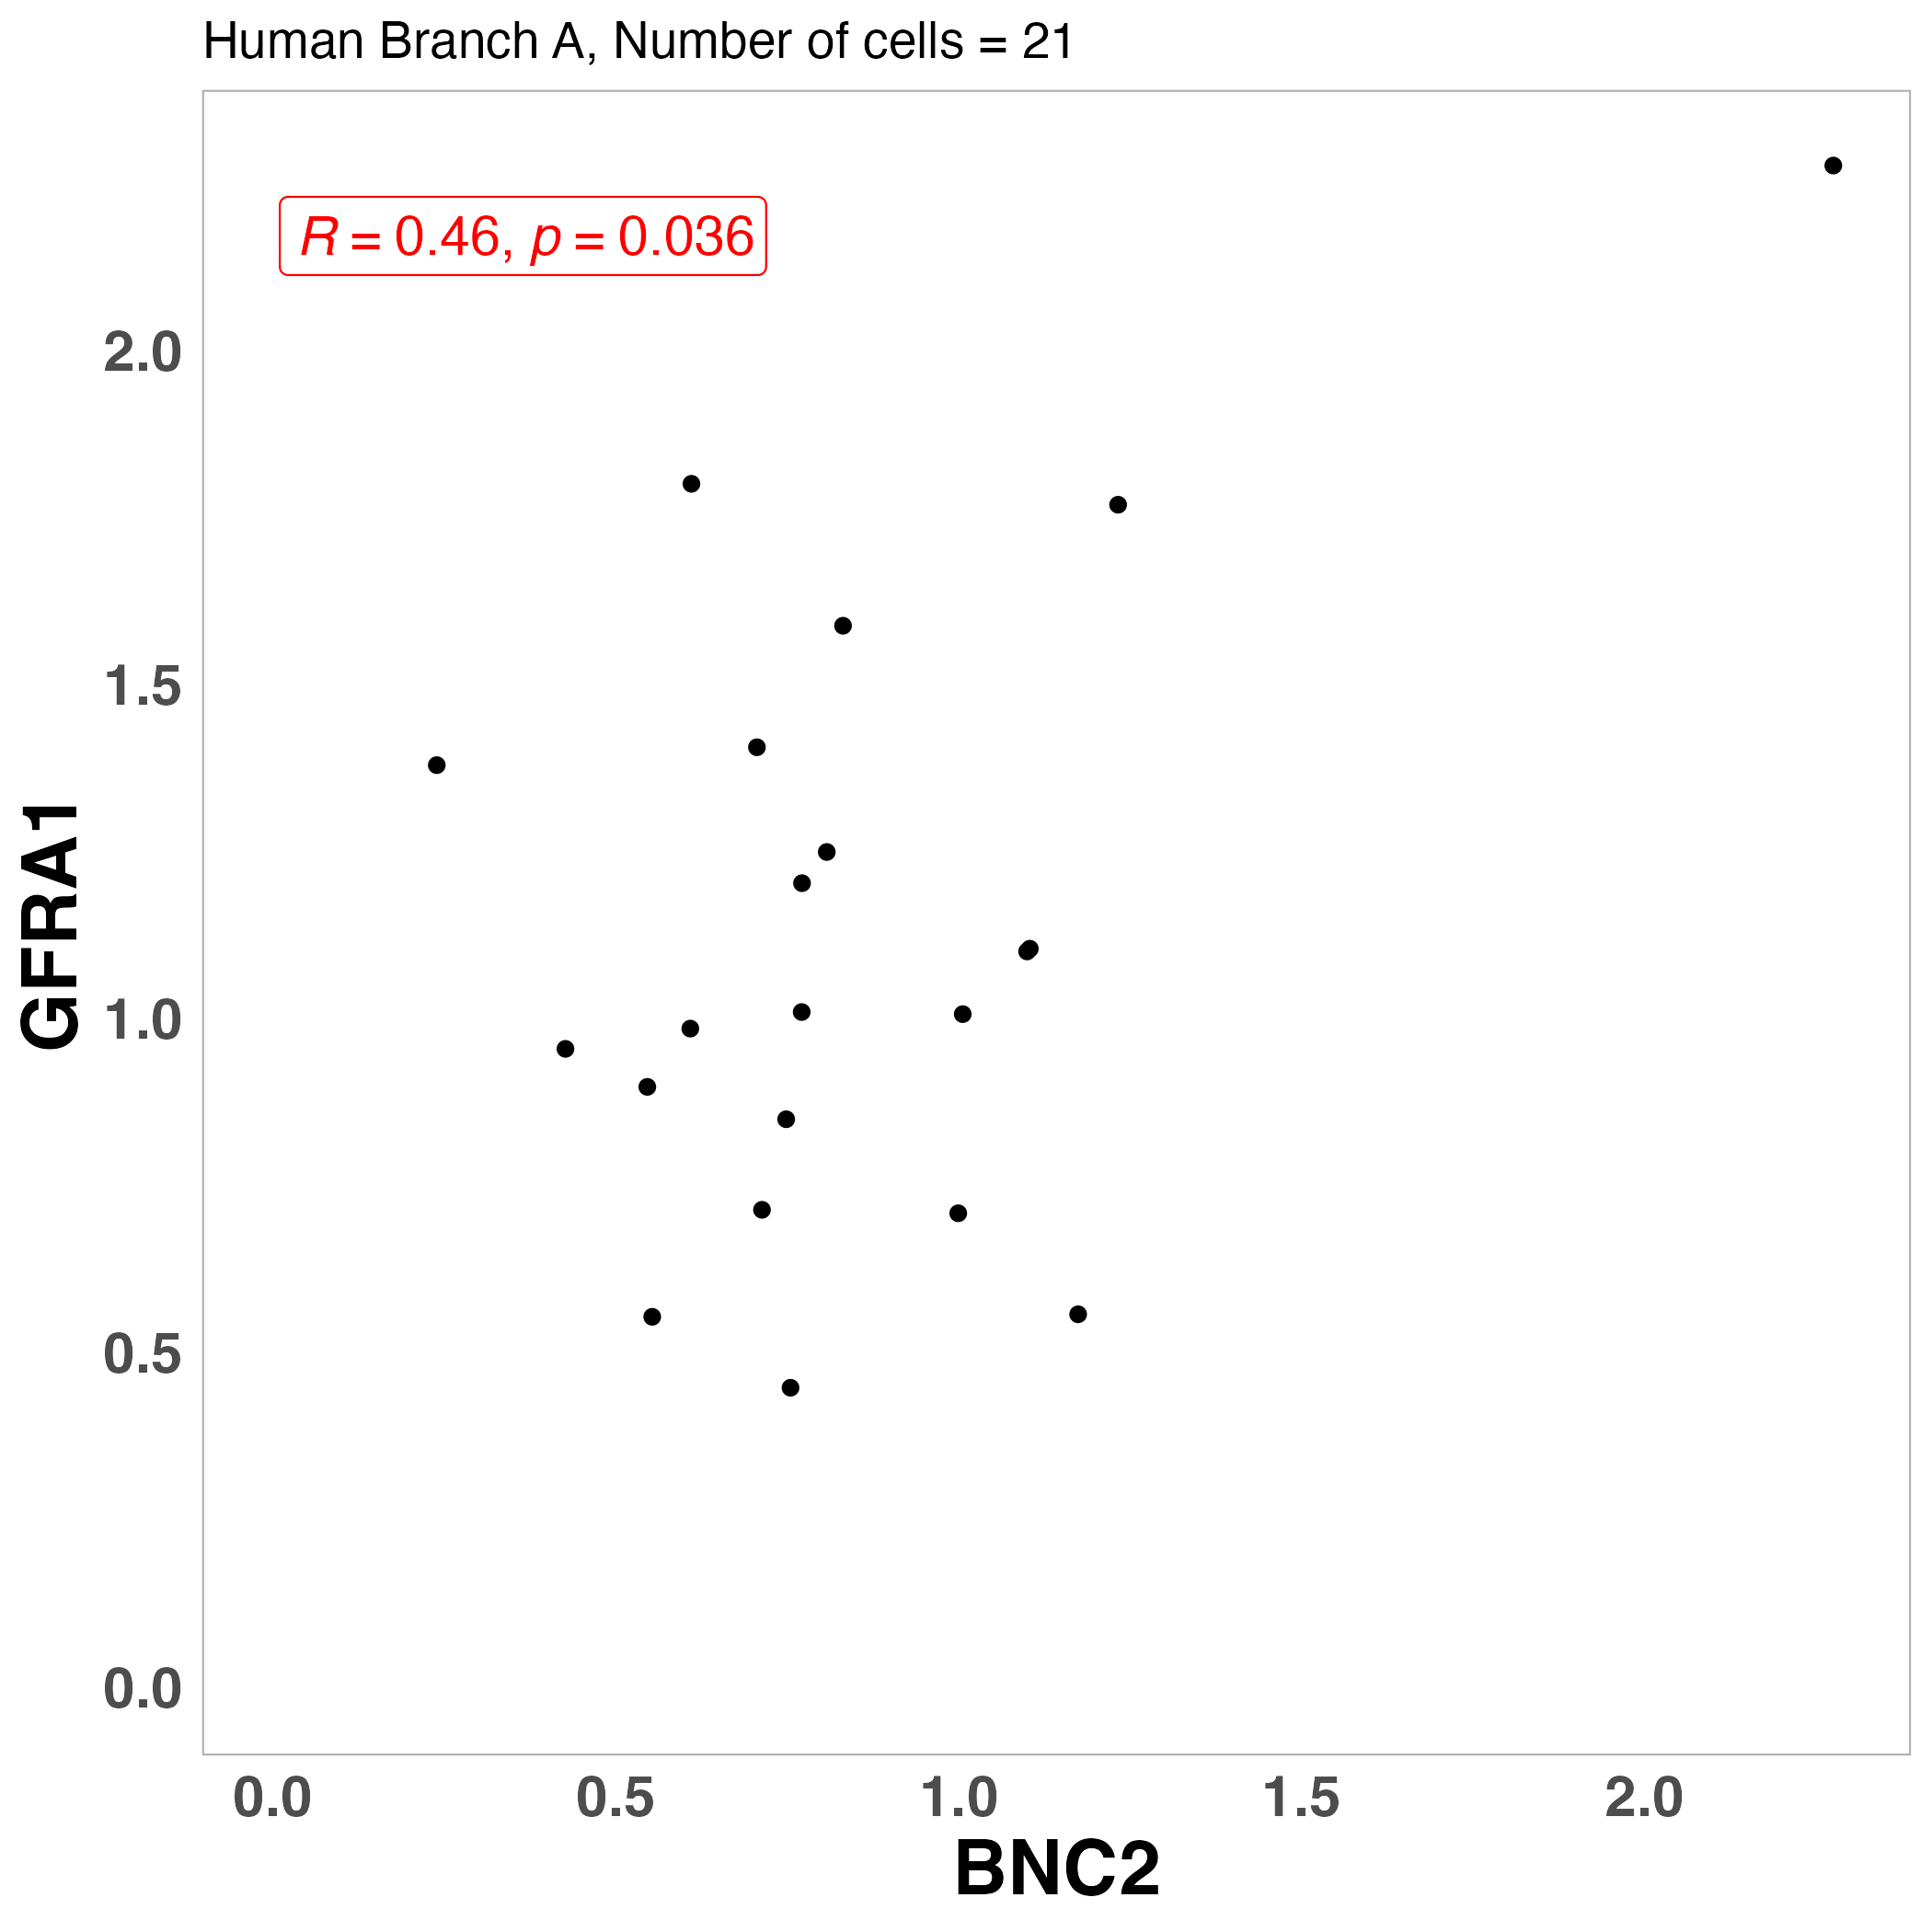 Human Branch A, Number of cells = 21
R = 0.46, p = 0.036
2.0
1.5
1.0
0.5
0.0
GFRA1
0.0 0.5 1.0 1.5 2.0
BNC2